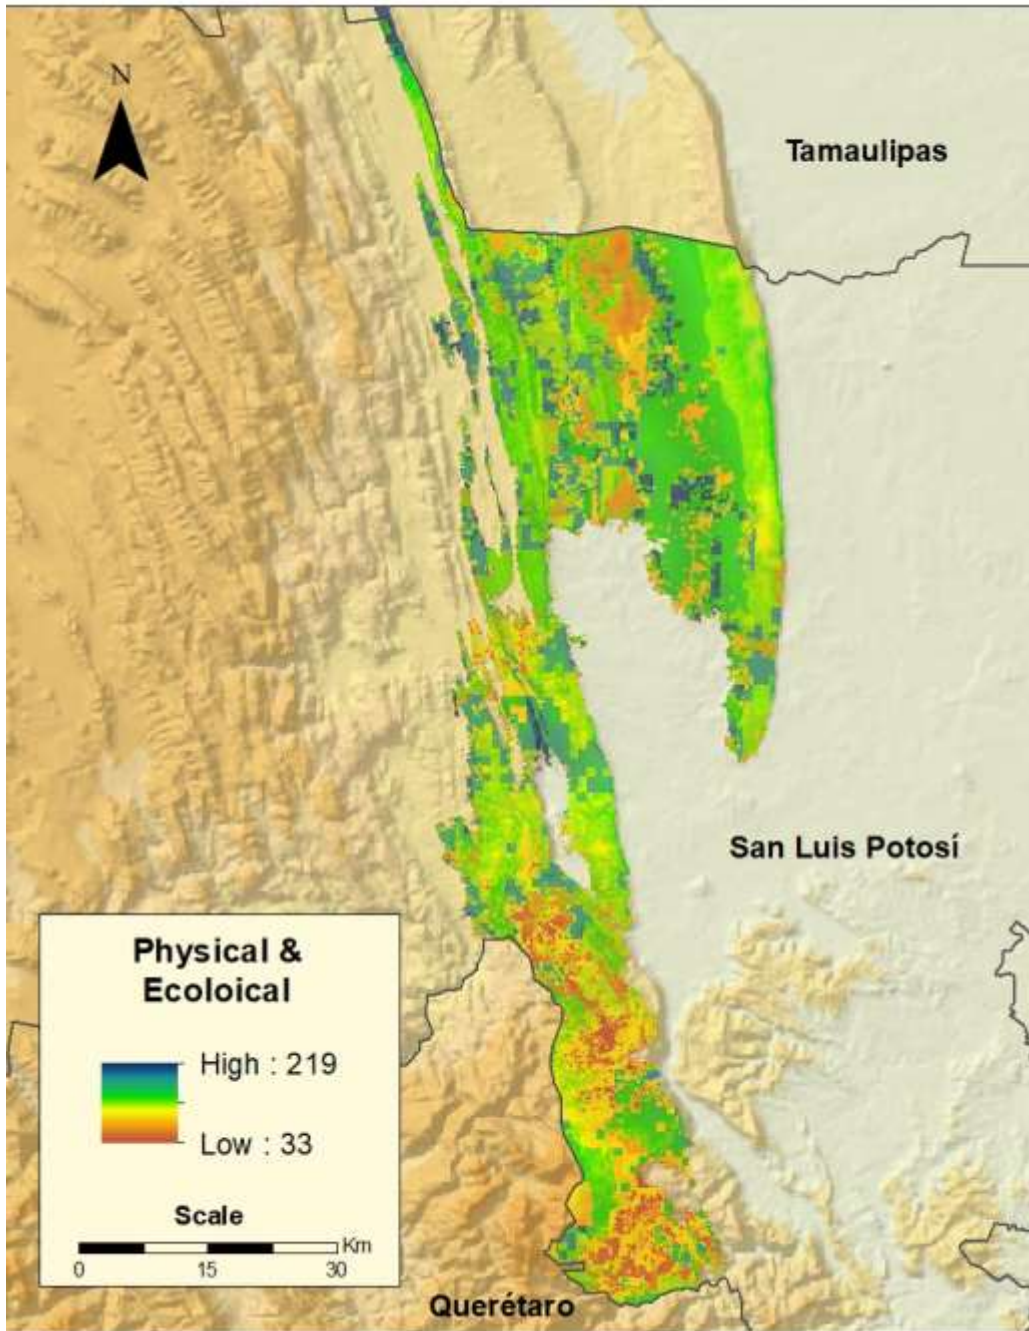 N
Tamaulipas
San Luis Potosí
Physical &
Ecoloical
High : 219
Low : 33
Scale
Km
0 15 30
Querétaro